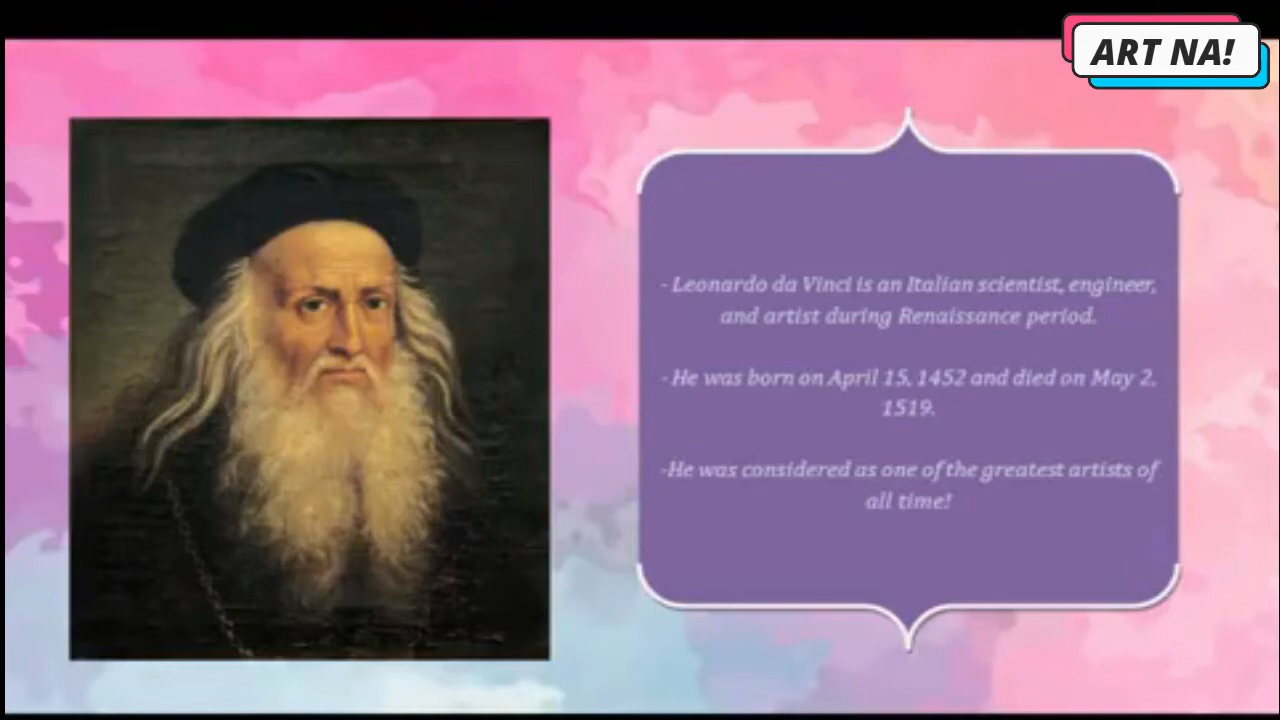 ART NA!
- Leonardo da Vinci is an Italian scientist, engineer,
and artist during Renaissance period.
- He was born on April 15, 1452 and died on May 2,
1519.
-He was considered as one of the greatest artists of
all time!